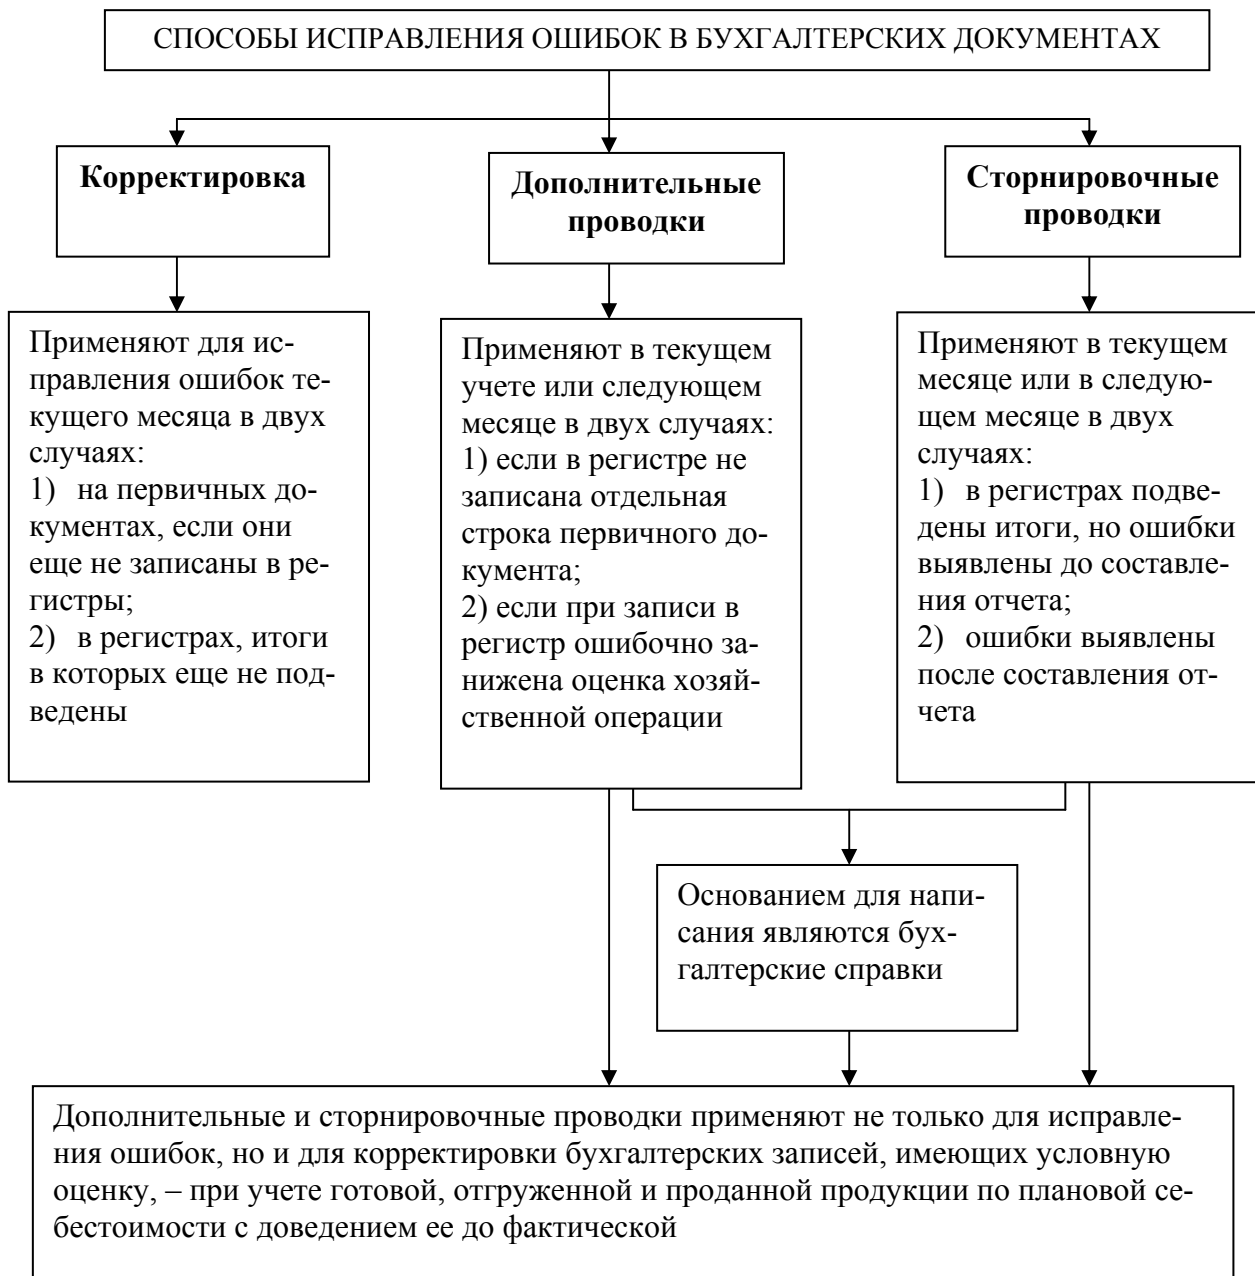 СПОСОБЫ ИСПРАВЛЕНИЯ ОШИБОК В БУХГАЛТЕРСКИХ ДОКУМЕНТАХ
Корректировка
Дополнительные
проводки
Сторнировочные
проводки
Применяют для ис-
правления ошибок те-
кущего месяца в двух
случаях:
1) на первичных до-
кументах, если они
еще не записаны в ре-
гистры;
2) в регистрах, итоги
в которых еще не под-
ведены
Применяют в текущем
учете или следующем
месяце в двух случаях:
1) если в регистре не
записана отдельная
строка первичного до-
кумента;
2) если при записи в
регистр ошибочно за-
нижена оценка хозяй-
ственной операции
Применяют в текущем
месяце или в следую-
щем месяце в двух
случаях:
1) в регистрах подве-
дены итоги, но ошибки
выявлены до составле-
ния отчета;
2) ошибки выявлены
после составления от-
чета
Основанием для напи-
сания являются бух-
галтерские справки
Дополнительные и сторнировочные проводки применяют не только для исправле-
ния ошибок, но и для корректировки бухгалтерских записей, имеющих условную
оценку, – при учете готовой, отгруженной и проданной продукции по плановой се-
бестоимости с доведением ее до фактической